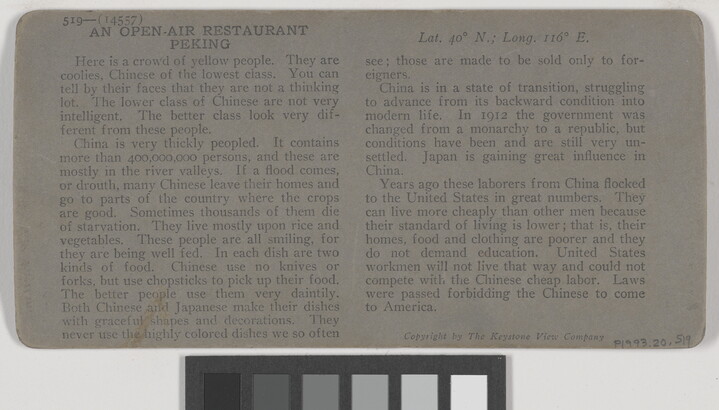 519—(14557)
AN OPEN-AIR RESTAURANT
PEKING
Here is a crowd of yellow people. They are
coolies, Chinese of the lowest class. You can
tell by their faces that they are not a thinking
lot. The lower class of Chinese are not very
intelligent. The better class look very dif-
ferent from these people.
China is very thickly peopled. It contains
more than 400,000,000 persons, and these are
mostly in the river valleys. If a flood comes,
or drouth, many Chinese leave their homes and
go to parts of the country where the crops
are good. Sometimes thousands of them die
of starvation. They live mostly upon rice and
vegetables. These people are all smiling, for
they are being well fed. In each dish are two
kinds of food. Chinese use no knives or
forks, but use chopsticks to pick up their food.
The better people use them very daintily.
Both Chinese and Japanese make their dishes
with graceful shapes and decorations. They
never use the highly colored dishes we so often
Lat. 40° N.; Long. 116° E.
see; those are made to be sold only to for-
eigners.
China is in a state of transition, struggling
to advance from its backward condition into
modern life. In 1912 the government was
changed from a monarchy to a republic, but
conditions have been and are still very un-
settled. Japan is gaining great influence in
China.
Years ago these laborers from China flocked
to the United States in great numbers. They
can live more cheaply than other men because
their standard of living is lower; that is, their
homes, food and clothing are poorer and they
do not demand education. United States
workmen will not live that way and could not
compete with the Chinese cheap labor. Laws
were passed forbidding the Chinese to come
to America.
Copyright by The Keystone View Company
P1993.20.519